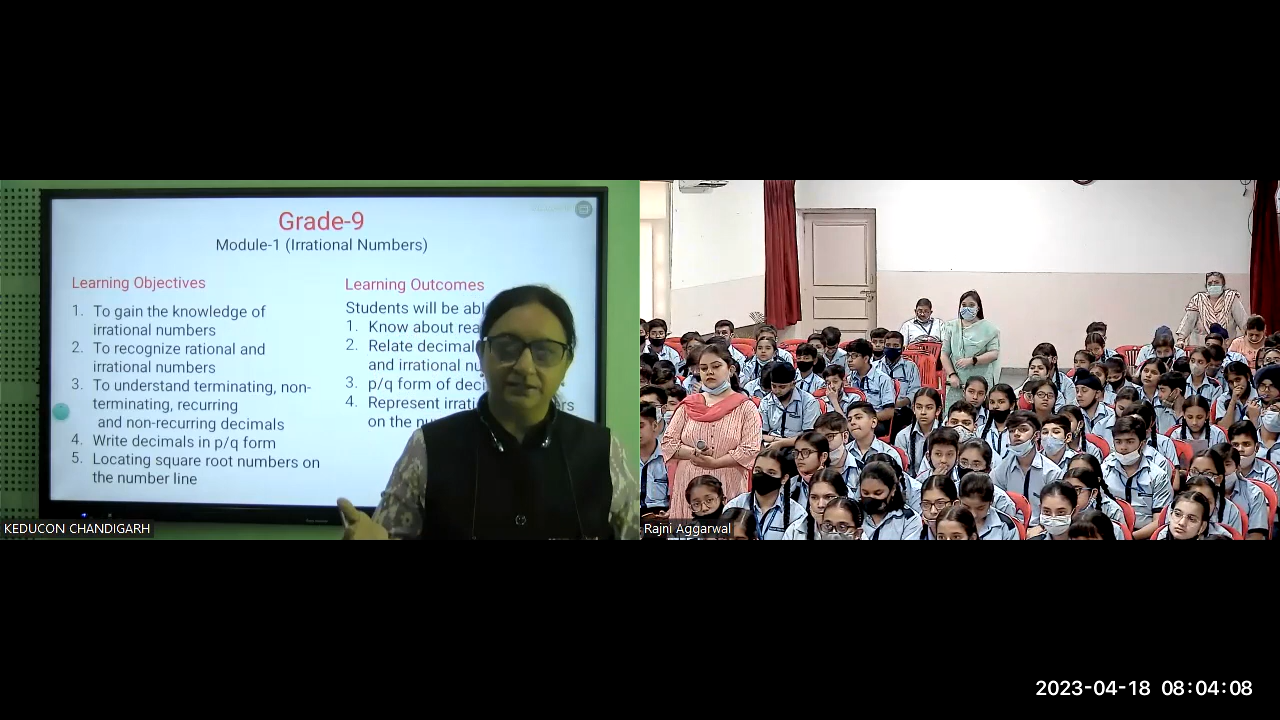 Grade-9
Module-1 (Irrational Numbers)
Learning Objectives
1. To gain the knowledge of
irrational numbers
2. To recognize rational and
irrational numbers
3. To understand terminating, non-
terminating, recurring
and non-recurring decimals
4. Write decimals in p/q form
5. Locating square root numbers on
the number line
Learning Outcomes
Students will be abl
1. Know about rea
2. Relate decimal
and irrational nu
3. p/q form of deci
4. Represent irrati ors
on the nu
KEDUCON CHANDIGARH
Rajni Aggarwal
2023-04-18 08:04:08